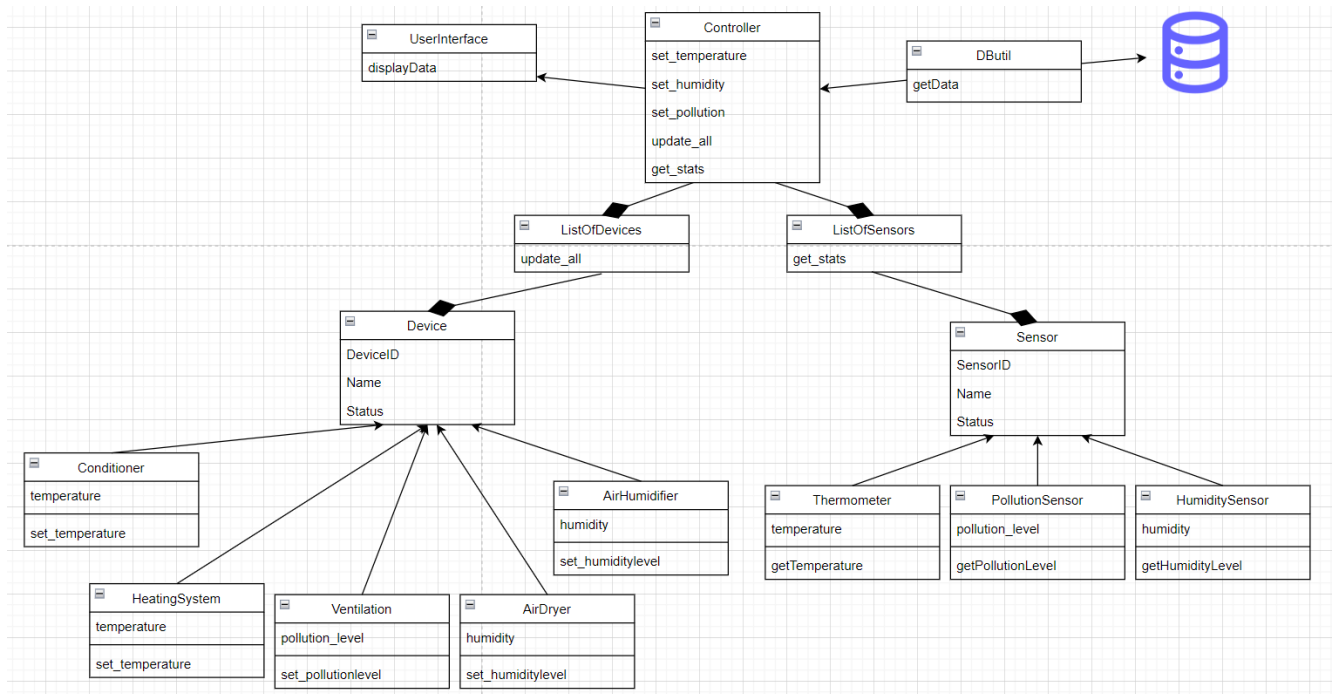 UserInterface
displayData
Controller
set_temperature
set_humidity
set_pollution
update_all
get_stats
DButil
getData
ListOfDevices
update_all
ListOfSensors
get_stats
Device
DeviceID
Name
Status
Sensor
SensorID
Name
Status
Conditioner
temperature
set_temperature
HeatingSystem
temperature
set_temperature
Ventilation
pollution_level
set_pollutionlevel
AirDryer
humidity
set_humiditylevel
AirHumidifier
humidity
set_humiditylevel
Thermometer
temperature
getTemperature
PollutionSensor
pollution_level
getPollutionLevel
HumiditySensor
humidity
getHumidityLevel